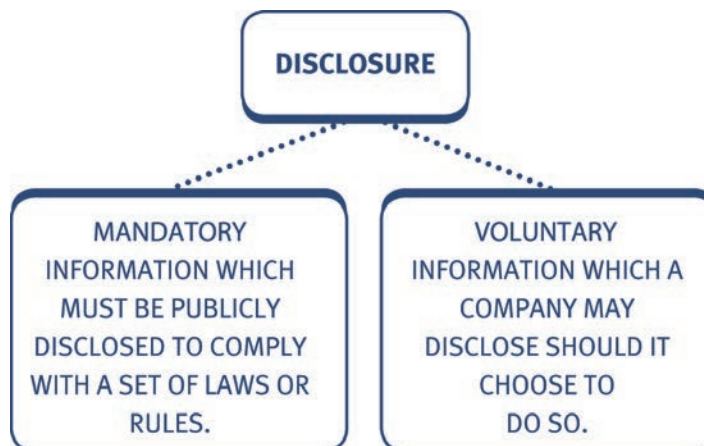 DISCLOSURE
MANDATORY
INFORMATION WHICH
MUST BE PUBLICLY
DISCLOSED TO COMPLY
WITH A SET OF LAWS OR
RULES.
VOLUNTARY
INFORMATION WHICH A
COMPANY MAY
DISCLOSE SHOULD IT
CHOOSE TO
DO SO.